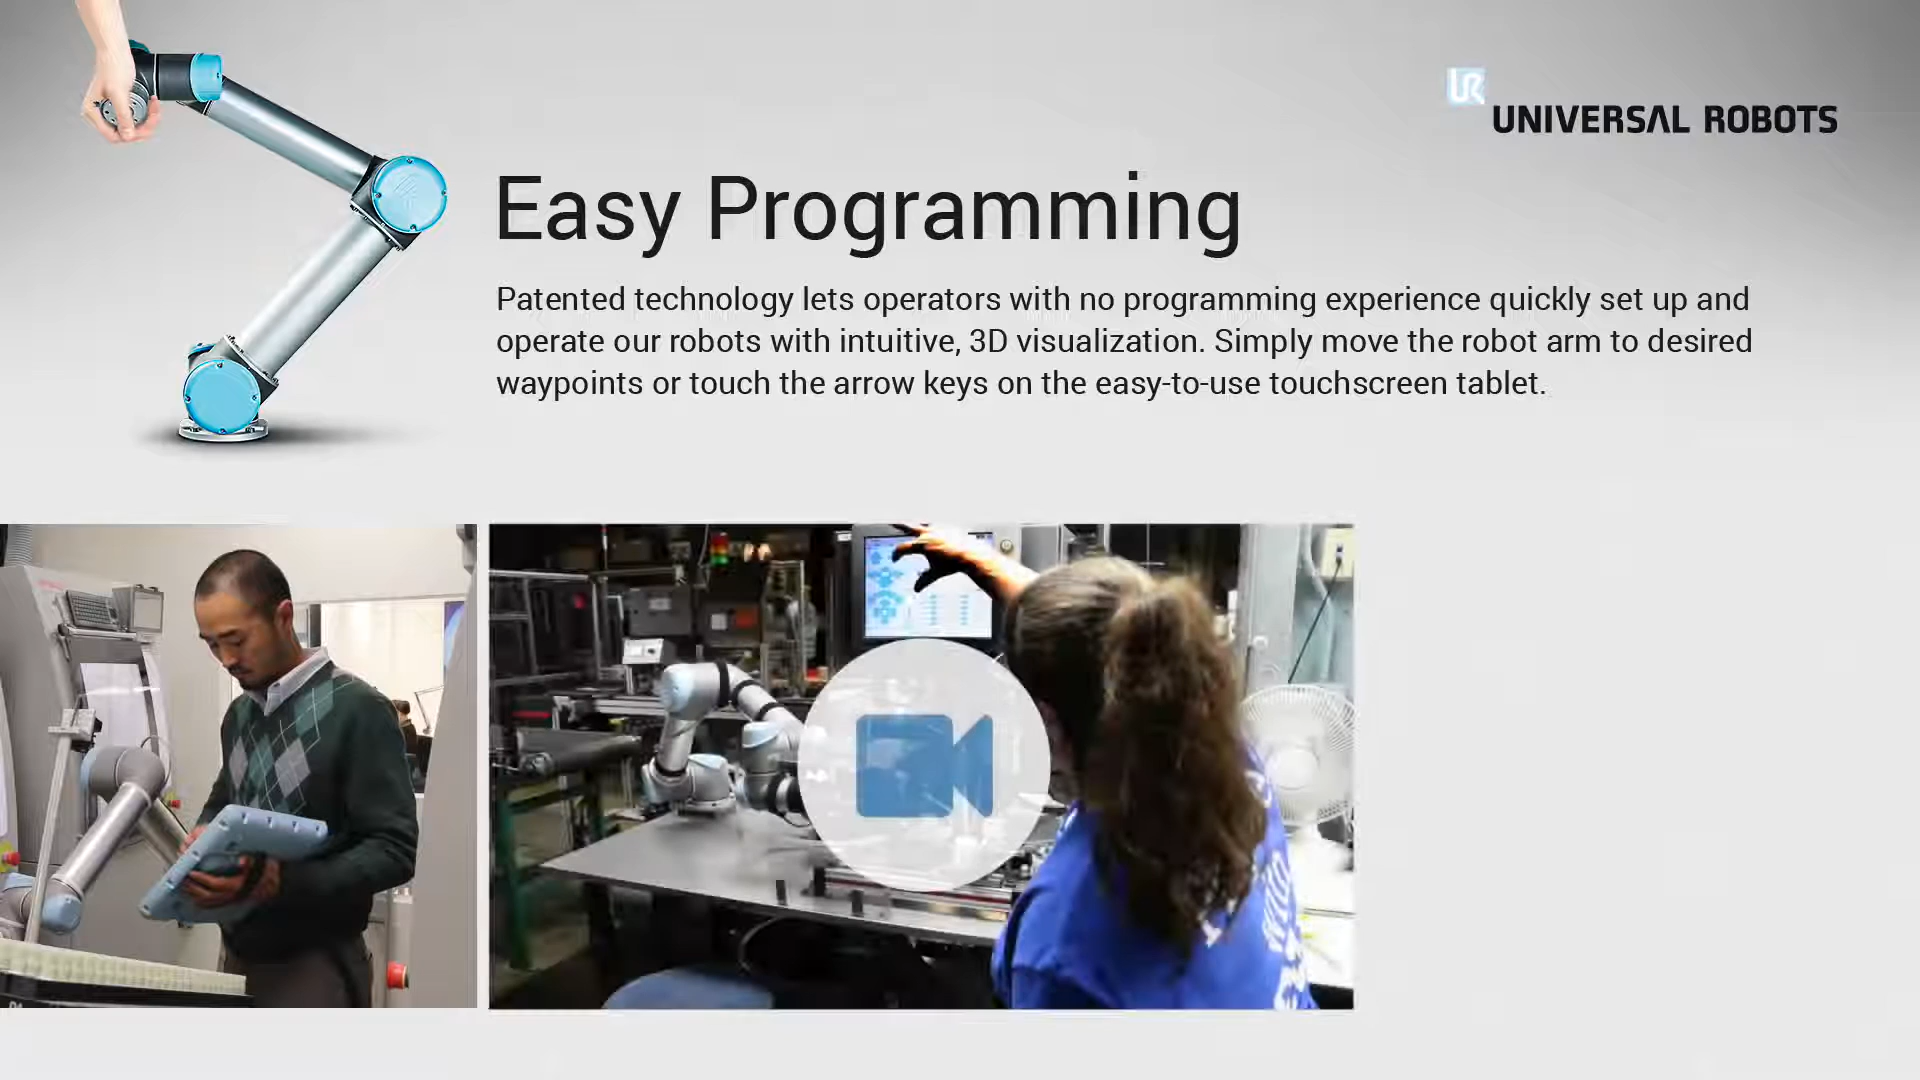 UR
UNIVERSAL ROBOTS
Easy Programming
Patented technology lets operators with no programming experience quickly set up and
operate our robots with intuitive, 3D visualization. Simply move the robot arm to desired
waypoints or touch the arrow keys on the easy-to-use touchscreen tablet.